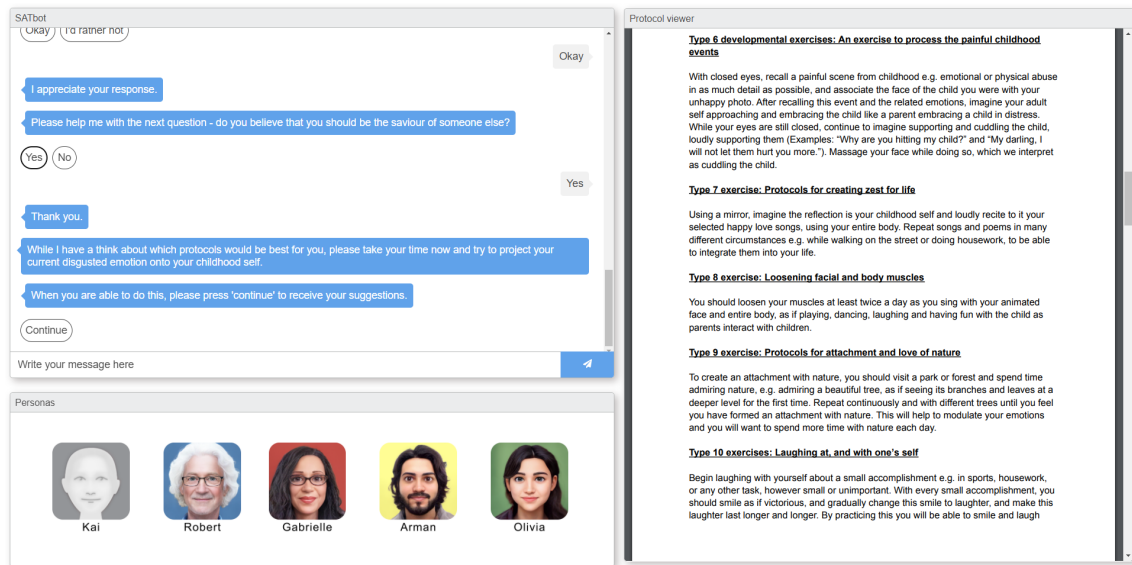 SATbot
Okay
I'd rather not
Okay
I appreciate your response.
Please help me with the next question - do you believe that you should be the saviour of someone else?
Yes
No
Yes
Thank you.
While I have a think about which protocols would be best for you, please take your time now and try to project your
current disgusted emotion onto your childhood self.
When you are able to do this, please press 'continue' to receive your suggestions.
Continue
Write your message here
Personas
Kai
Robert
Gabrielle
Arman
Olivia
Protocol viewer
Type 6 developmental exercises: An exercise to process the painful childhood
events
With closed eyes, recall a painful scene from childhood e.g. emotional or physical abuse
in as much detail as possible, and associate the face of the child you were with your
unhappy photo. After recalling this event and the related emotions, imagine your adult
self approaching and embracing the child like a parent embracing a child in distress.
While your eyes are still closed, continue to imagine supporting and cuddling the child,
loudly supporting them (Examples: “Why are you hitting my child?” and “My darling, I
will not let them hurt you more.”). Massage your face while doing so, which we interpret
as cuddling the child.
Type 7 exercise: Protocols for creating zest for life
Using a mirror, imagine the reflection is your childhood self and loudly recite to it your
selected happy love songs, using your entire body. Repeat songs and poems in many
different circumstances e.g. while walking on the street or doing housework, to be able
to integrate them into your life.
Type 8 exercise: Loosening facial and body muscles
You should loosen your muscles at least twice a day as you sing with your animated
face and entire body, as if playing, dancing, laughing and having fun with the child as
parents interact with children.
Type 9 exercise: Protocols for attachment and love of nature
To create an attachment with nature, you should visit a park or forest and spend time
admiring nature, e.g. admiring a beautiful tree, as if seeing its branches and leaves at a
deeper level for the first time. Repeat continuously and with different trees until you feel
you have formed an attachment with nature. This will help to modulate your emotions
and you will want to spend more time with nature each day.
Type 10 exercises: Laughing at, and with one's self
Begin laughing with yourself about a small accomplishment e.g. in sports, housework,
or any other task, however small or unimportant. With every small accomplishment, you
should smile as if victorious, and gradually change this smile to laughter, and make this
laughter last longer and longer. By practicing this you will be able to smile and laugh